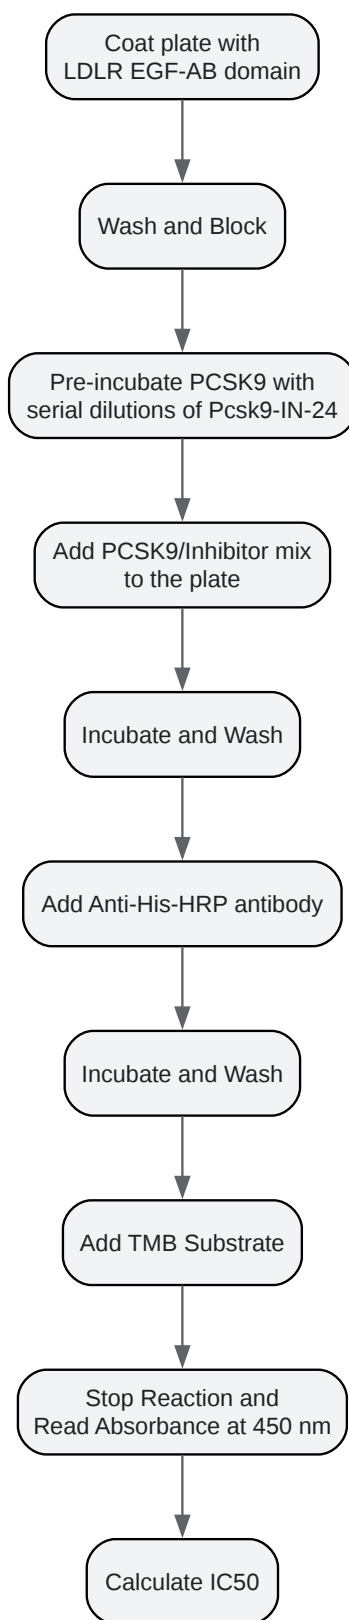 Coat plate with
LDLR EGF-AB domain
Wash and Block
Pre-incubate PCSK9 with
serial dilutions of Pcsk9-IN-24
Add PCSK9/Inhibitor mix
to the plate
Incubate and Wash
Add Anti-His-HRP antibody
Incubate and Wash
Add TMB Substrate
Stop Reaction and
Read Absorbance at 450 nm
Calculate IC50